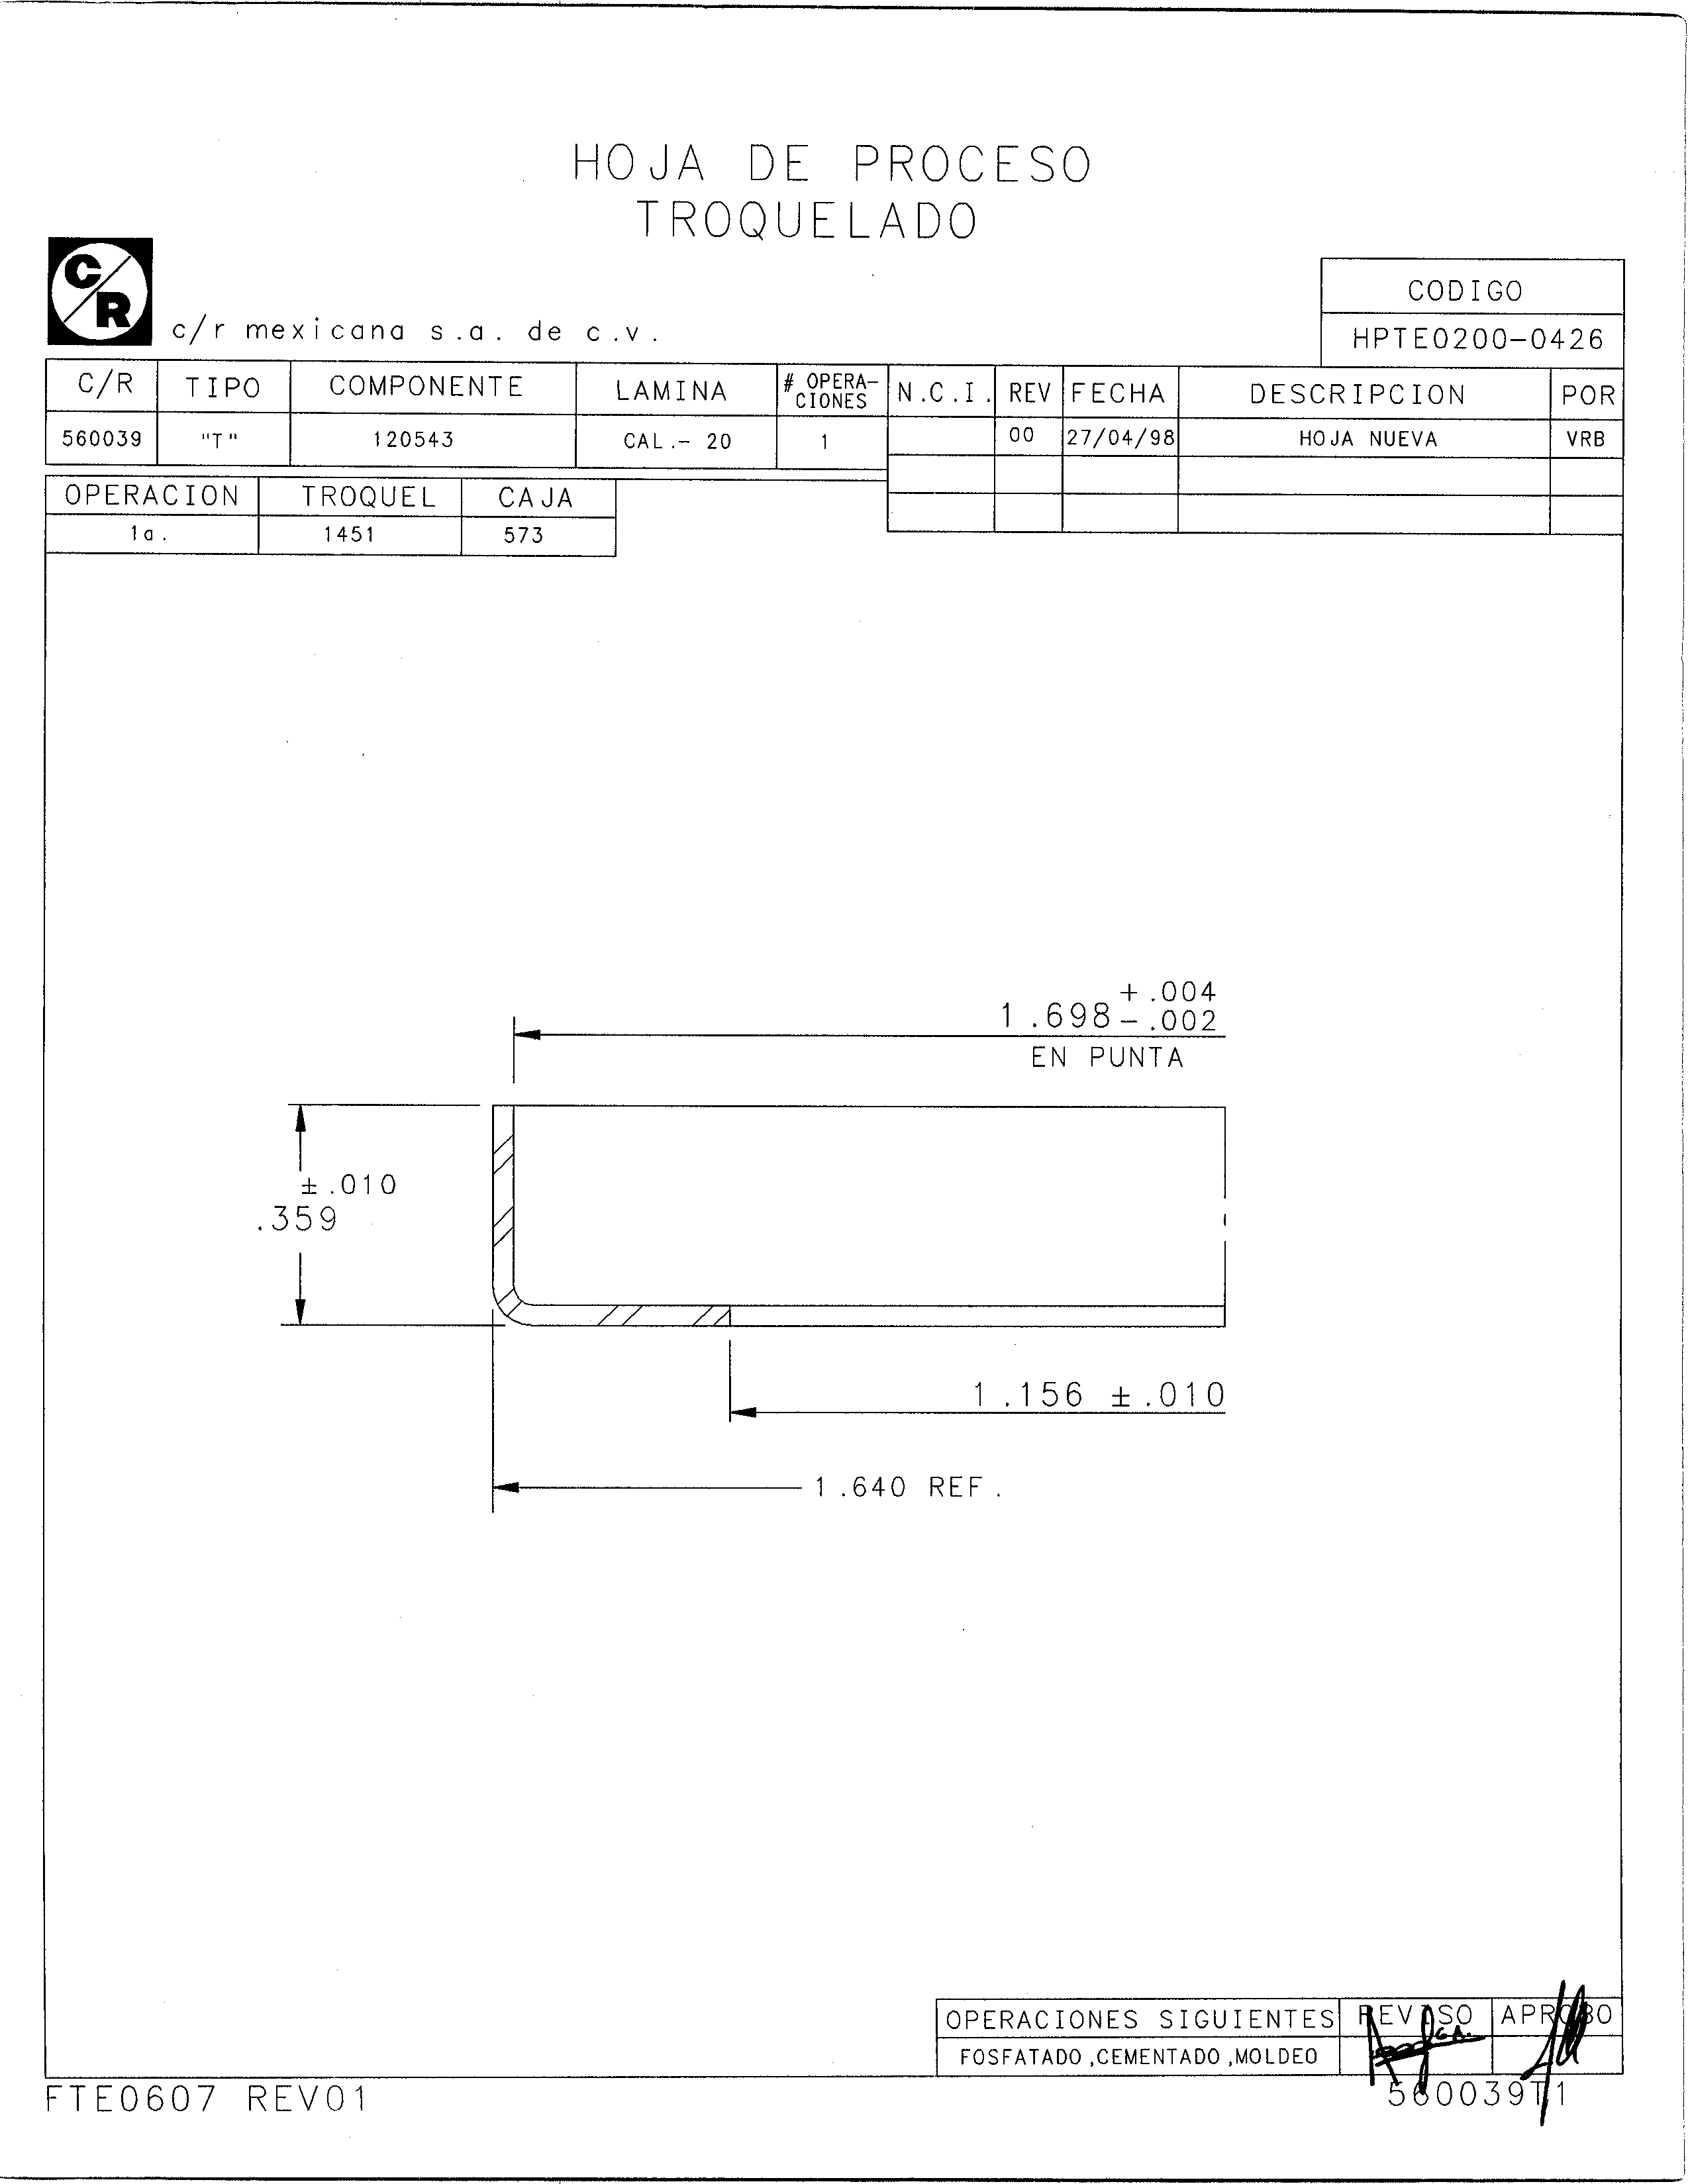 HOJA DE PROCESO
TROQUELADO
C/R
c/r mexicana s.a. de c.v.
CODIGO
HPTE0200-0426
C/R TIPO COMPONENTE LAMINA # OPERA-CIONES N.C.I. REV FECHA DESCRIPCION POR
560039 "T" 120543 CAL.- 20 1 00 27/04/98 HOJA NUEVA VRB
OPERACION TROQUEL CAJA
1a. 1451 573
+.004
1.698 -.002
EN PUNTA
±.010
.359
1.156 ±.010
1.640 REF.
OPERACIONES SIGUIENTES REVISO APROBO
FOSFATADO,CEMENTADO,MOLDEO
FTE0607 REV01 560039T1